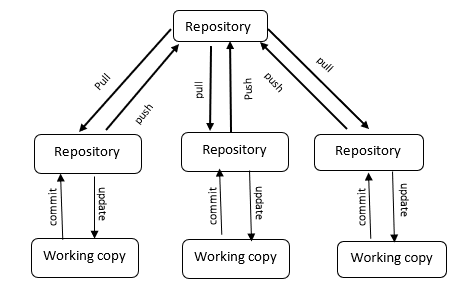 Repository
Pull
push
pull
Push
push
pull
Repository
Repository
Repository
commit
update
commit
update
commit
update
Working copy
Working copy
Working copy